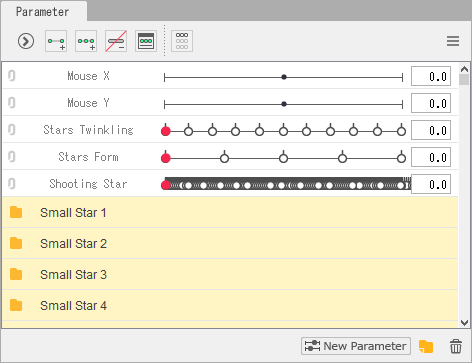 Parameter
Mouse X 0.0
Mouse Y 0.0
Stars Twinkling 0.0
Stars Form 0.0
Shooting Star 0.0
Small Star 1
Small Star 2
Small Star 3
Small Star 4
New Parameter